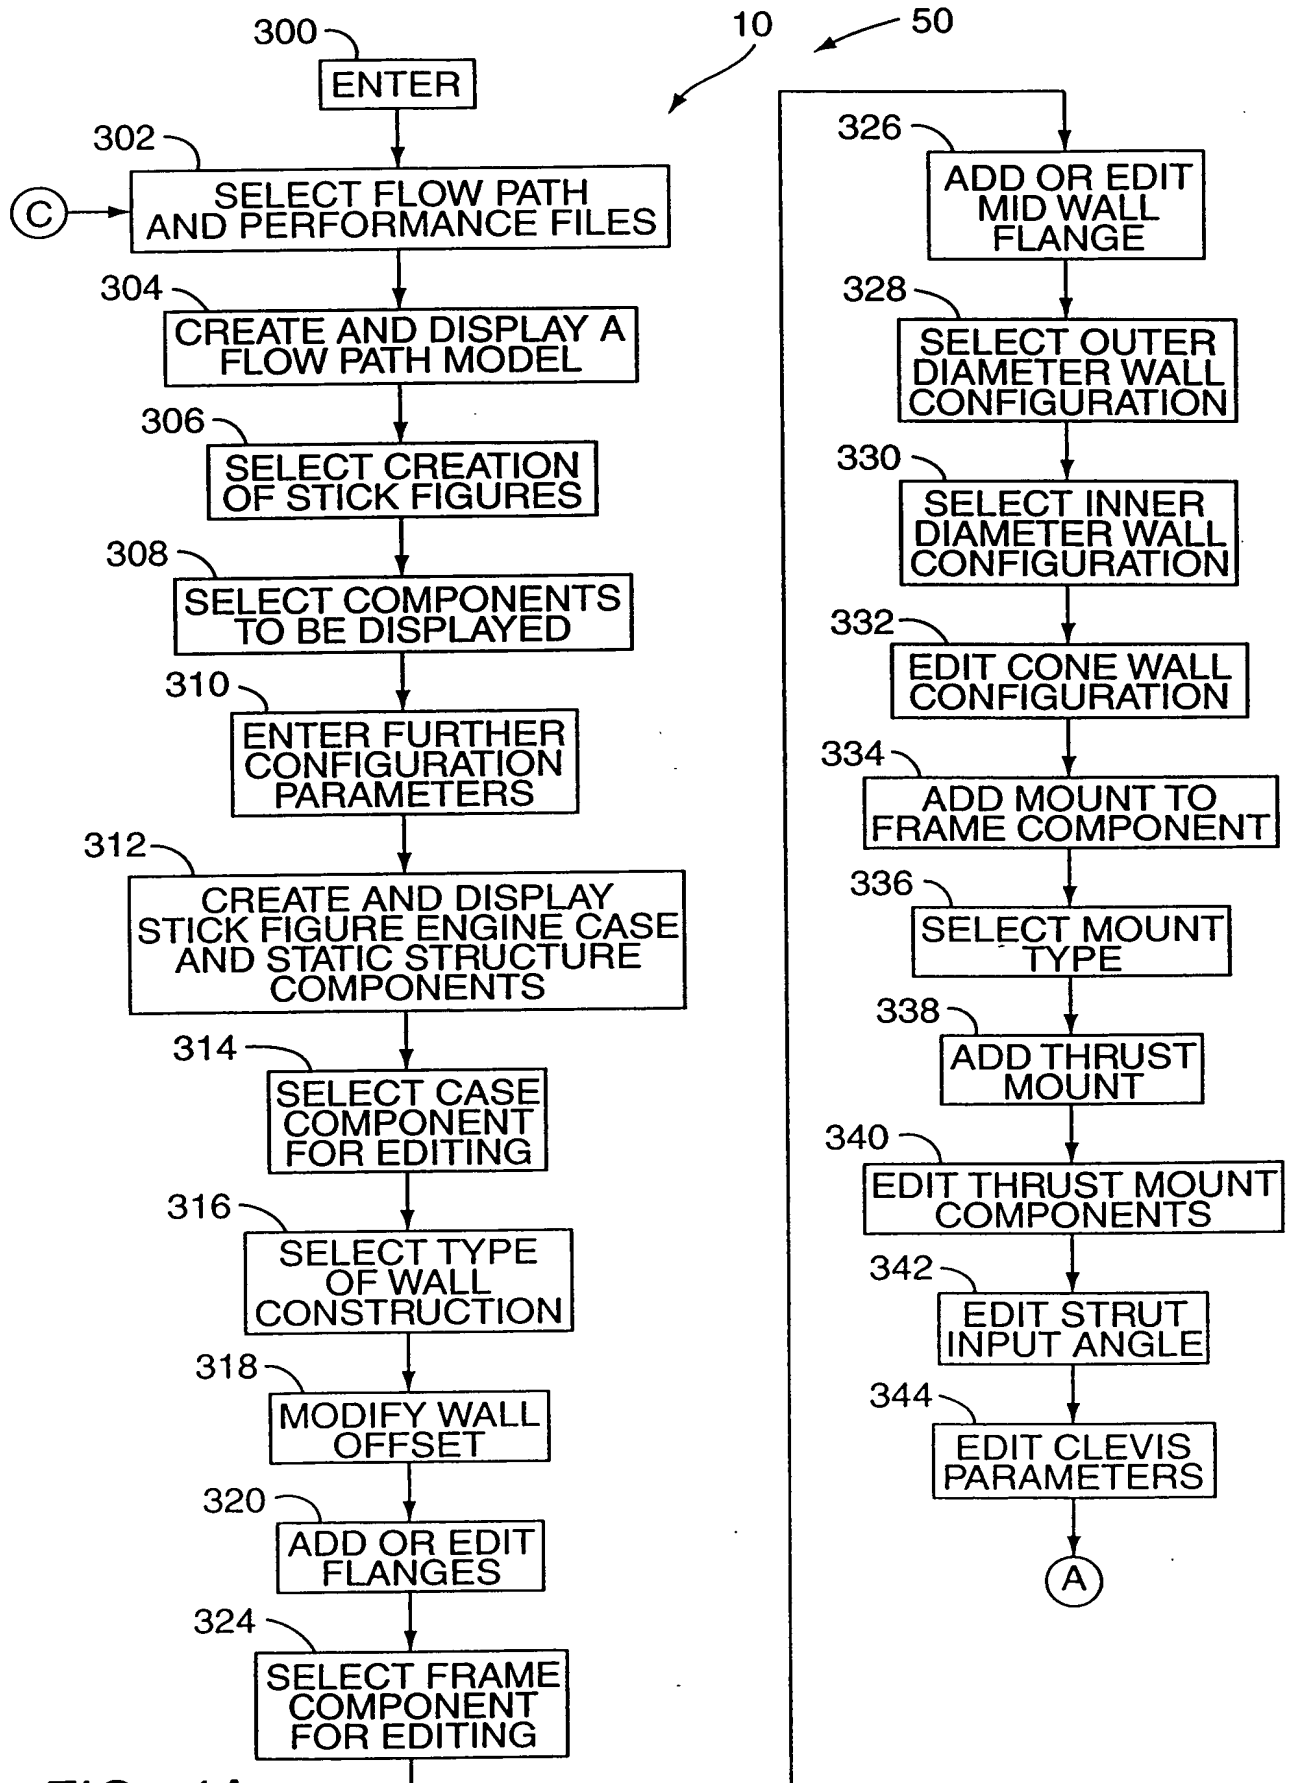 10
50
300
ENTER
302
C
SELECT FLOW PATH
AND PERFORMANCE FILES
304
CREATE AND DISPLAY A
FLOW PATH MODEL
306
SELECT CREATION
OF STICK FIGURES
308
SELECT COMPONENTS
TO BE DISPLAYED
310
ENTER FURTHER
CONFIGURATION
PARAMETERS
312
CREATE AND DISPLAY
STICK FIGURE ENGINE CASE
AND STATIC STRUCTURE
COMPONENTS
314
SELECT CASE
COMPONENT
FOR EDITING
316
SELECT TYPE
OF WALL
CONSTRUCTION
318
MODIFY WALL
OFFSET
320
ADD OR EDIT
FLANGES
324
SELECT FRAME
COMPONENT
FOR EDITING
326
ADD OR EDIT
MID WALL
FLANGE
328
SELECT OUTER
DIAMETER WALL
CONFIGURATION
330
SELECT INNER
DIAMETER WALL
CONFIGURATION
332
EDIT CONE WALL
CONFIGURATION
334
ADD MOUNT TO
FRAME COMPONENT
336
SELECT MOUNT
TYPE
338
ADD THRUST
MOUNT
340
EDIT THRUST MOUNT
COMPONENTS
342
EDIT STRUT
INPUT ANGLE
344
EDIT CLEVIS
PARAMETERS
A